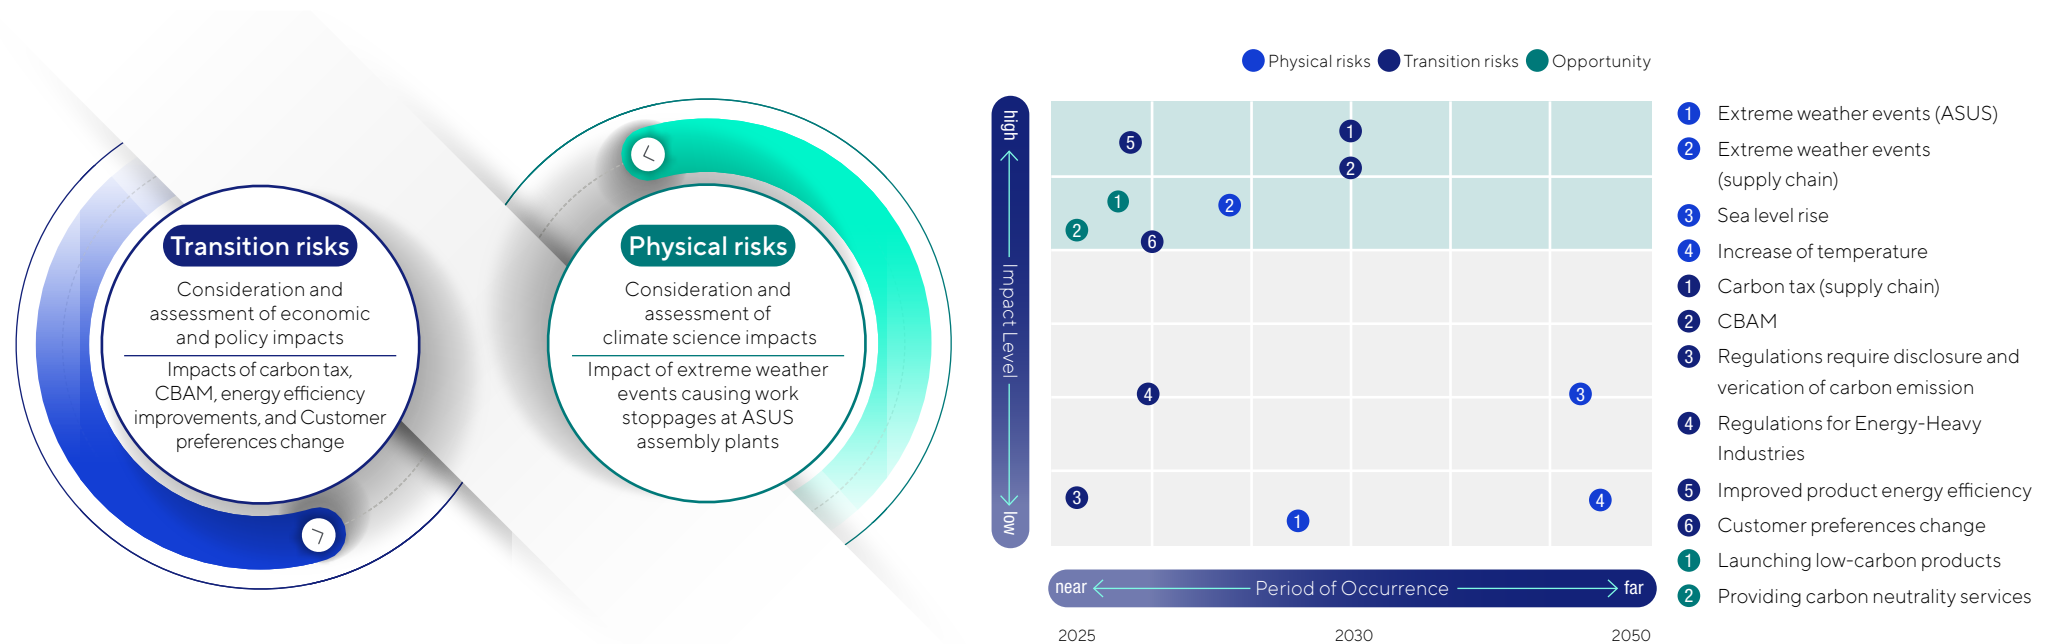 Transition risks
Consideration and
assessment of economic
and policy impacts
Impacts of carbon tax,
CBAM, energy efficiency
improvements, and Customer
preferences change
Physical risks
Consideration and
assessment of
climate science impacts
Impact of extreme weather
events causing work
stoppages at ASUS
assembly plants
Physical risks
Transition risks
Opportunity
high
Impact Level
low
5
1
2
1
2
2
6
4
3
3
1
4
near
Period of Occurrence
far
2025
2030
2050
1 Extreme weather events (ASUS)
2 Extreme weather events
(supply chain)
3 Sea level rise
4 Increase of temperature
1 Carbon tax (supply chain)
2 CBAM
3 Regulations require disclosure and
verication of carbon emission
4 Regulations for Energy-Heavy
Industries
5 Improved product energy efficiency
6 Customer preferences change
1 Launching low-carbon products
2 Providing carbon neutrality services